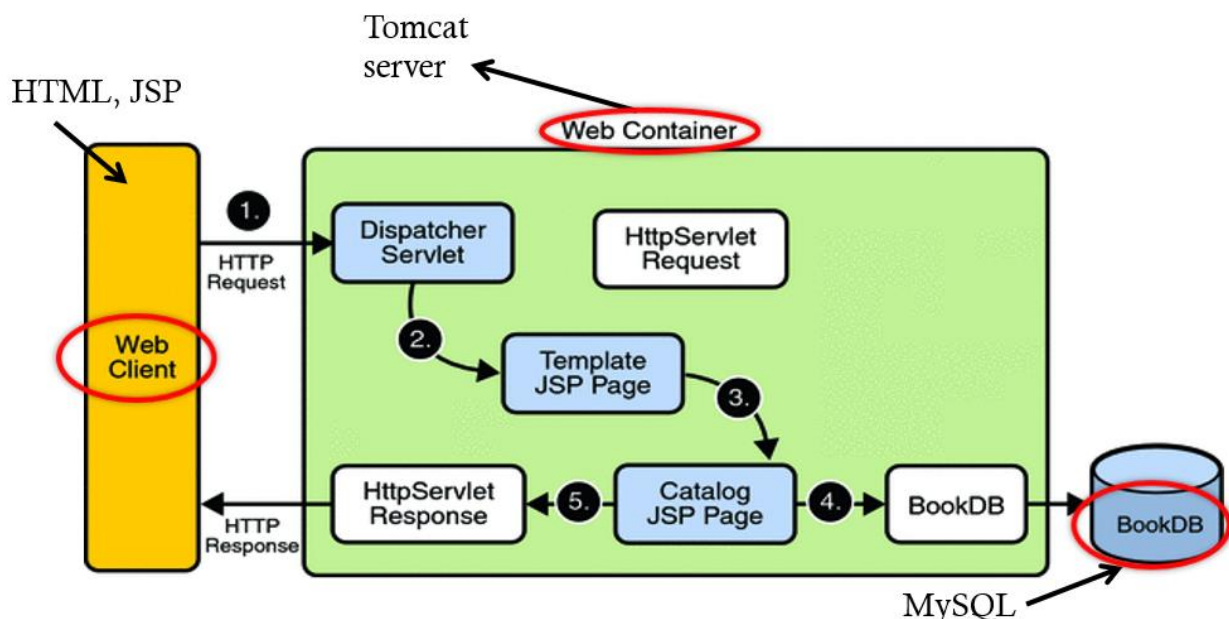 Tomcat
server
HTML, JSP
Web Container
1.
Dispatcher
Servlet
HttpServlet
Request
HTTP
Request
2.
Web
Client
Template
JSP Page
3.
HttpServlet
Response
5.
Catalog
JSP Page
4.
BookDB
BookDB
HTTP
Response
MySQL